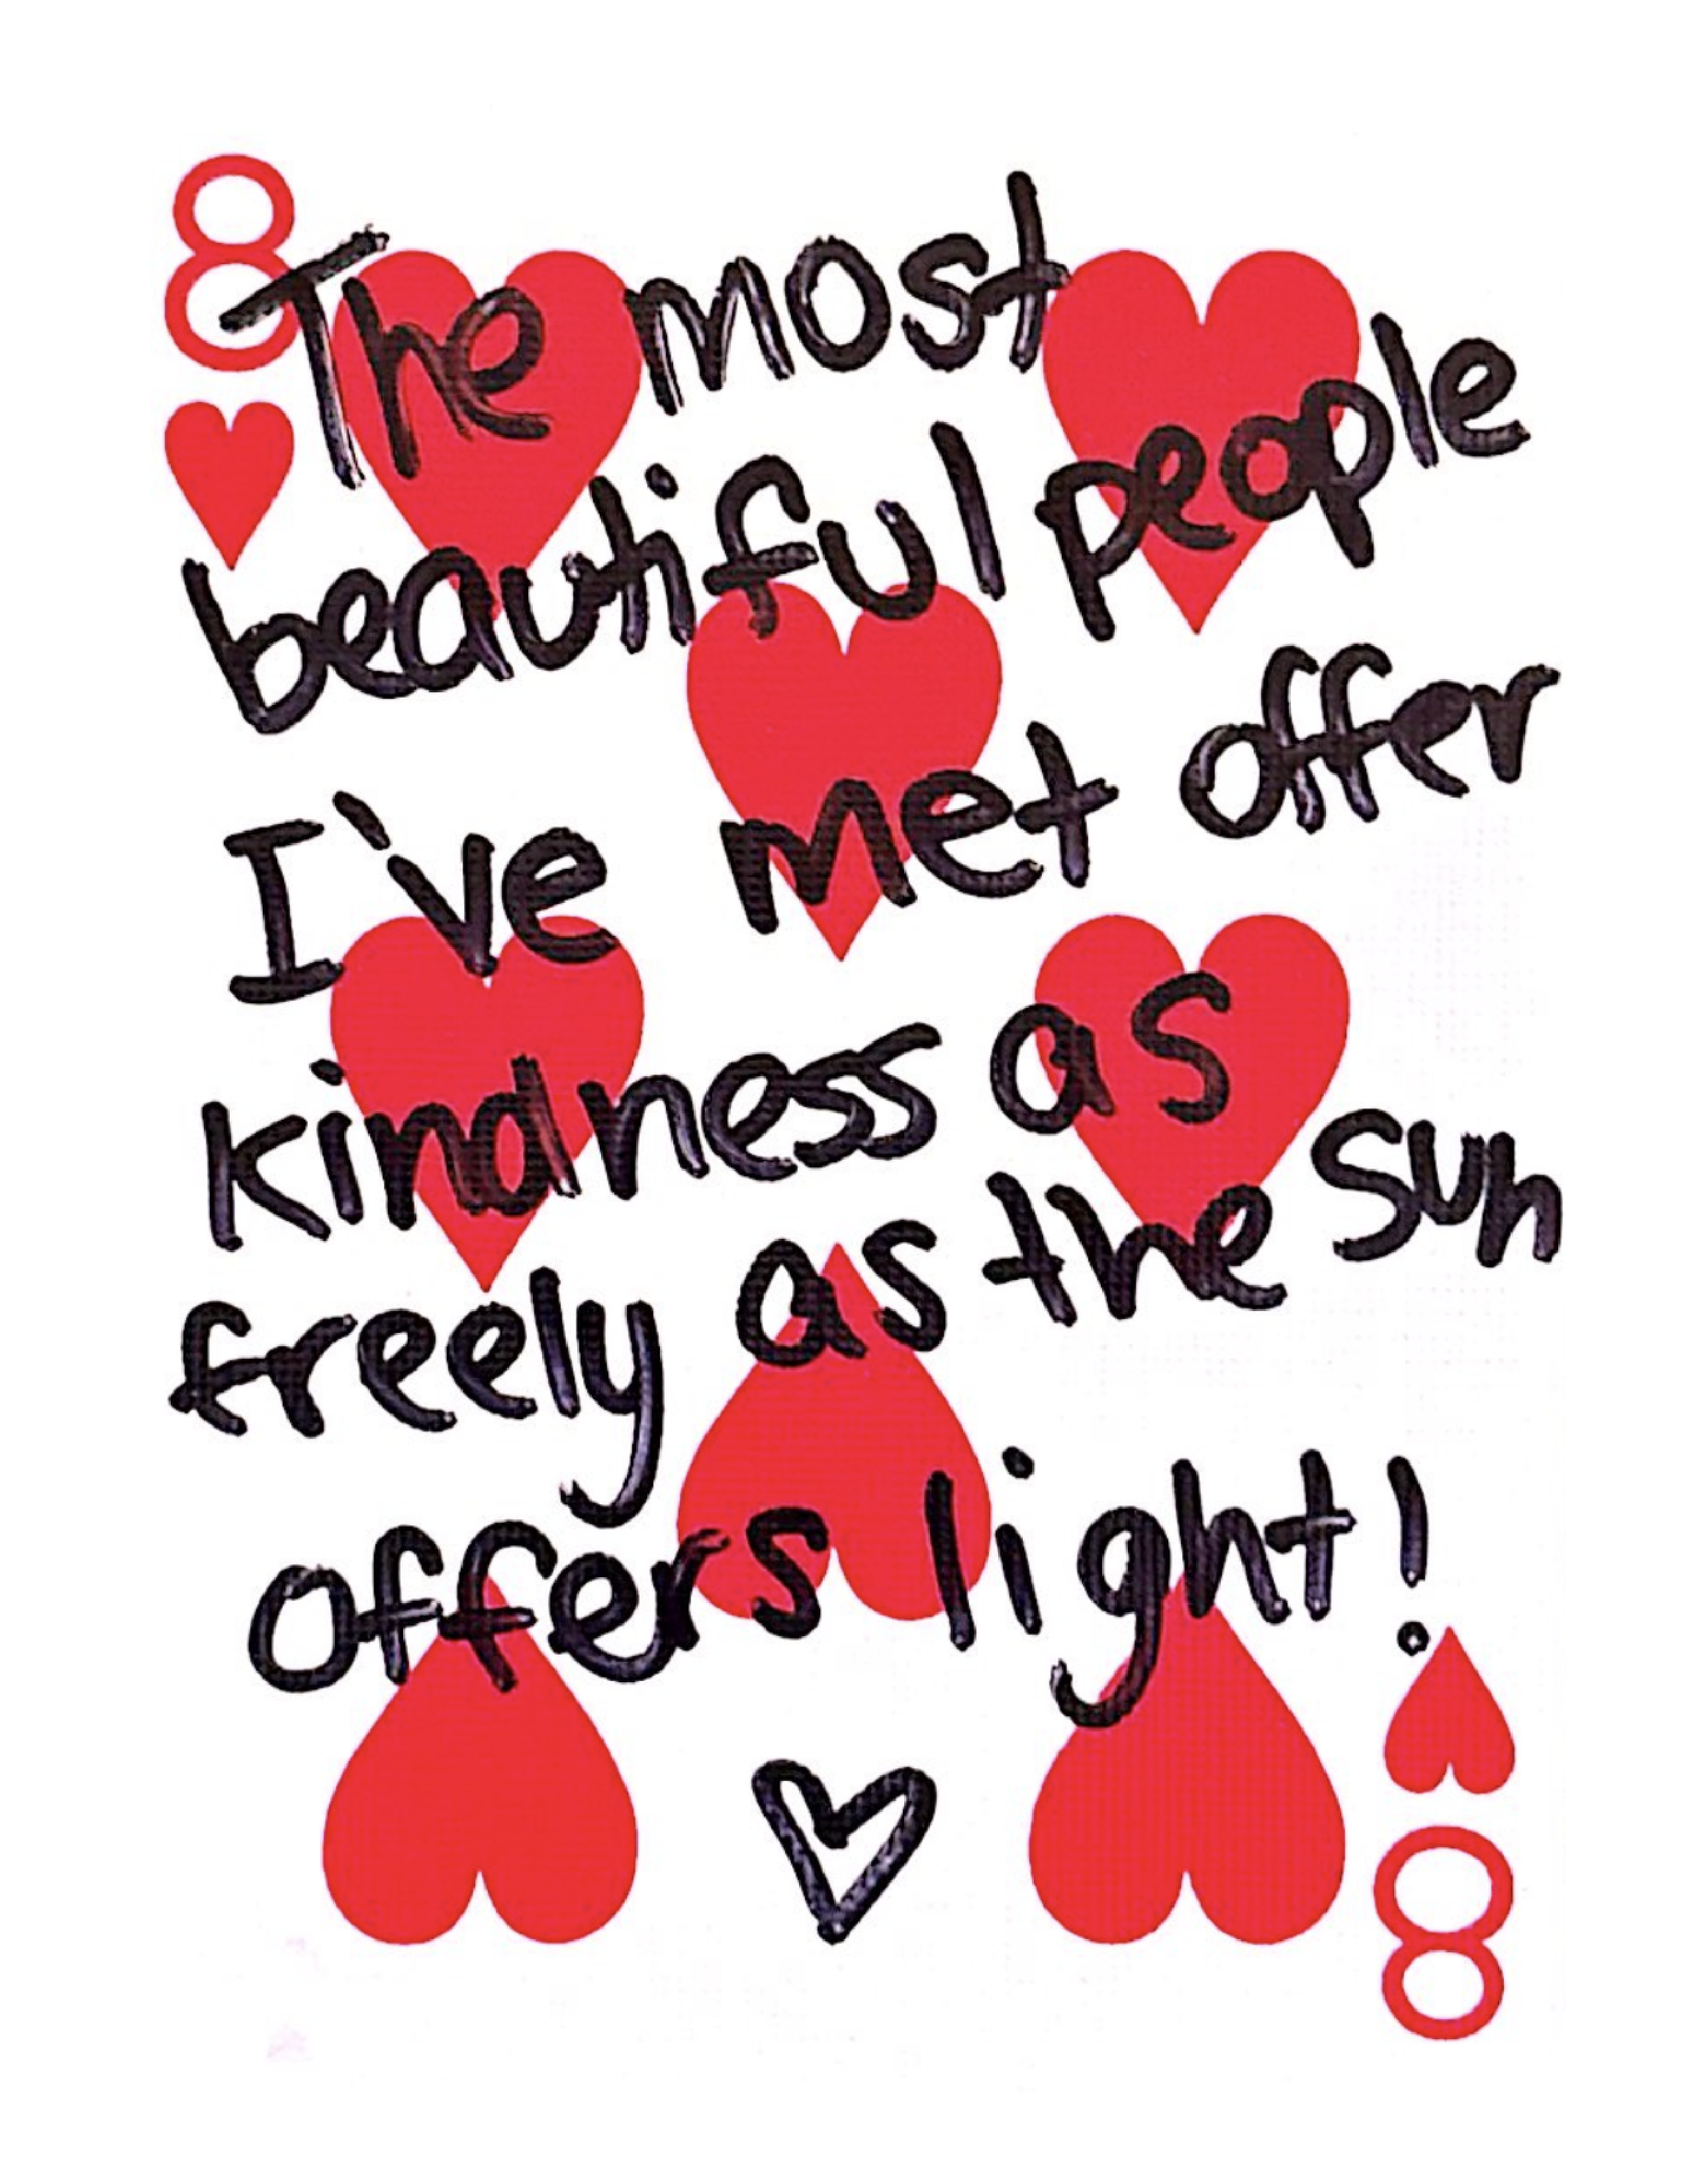 8
The most
beautiful people
I've met offer
kindness as
freely as the sun
offers light!
8